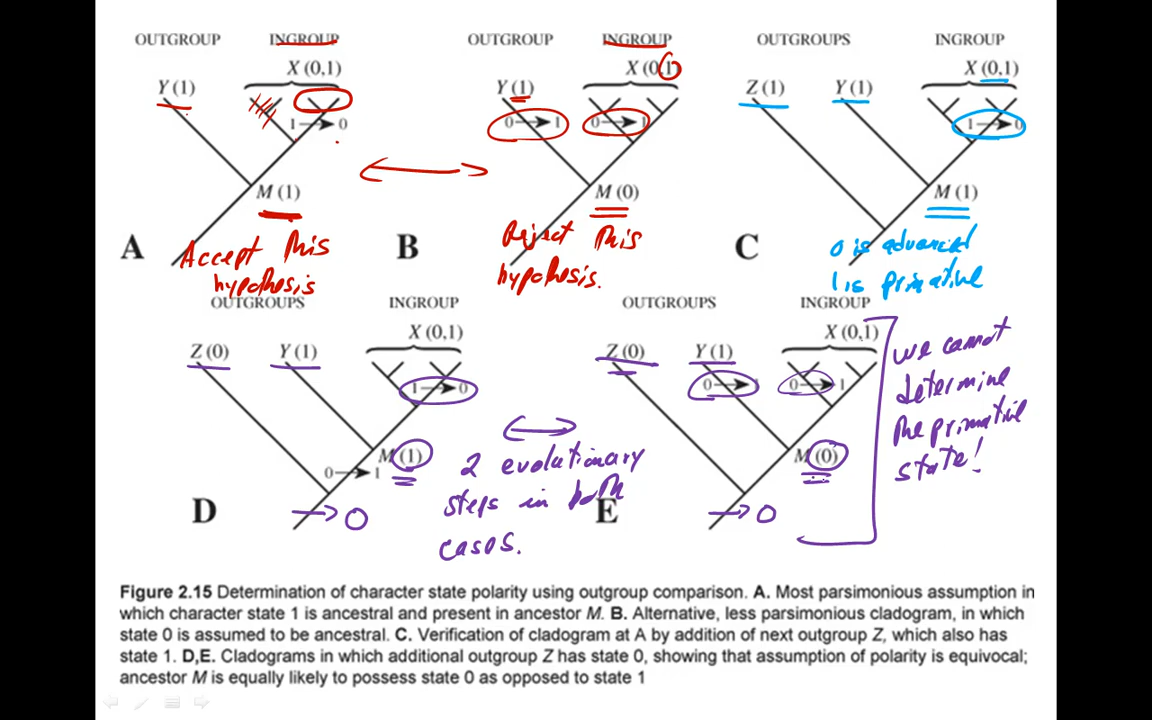 OUTGROUP INGROUP OUTGROUP INGROUP OUTGROUPS INGROUP
X (0,1) X (0,1) X (0,1)
Y (1) Y (1) Z (1) Y (1)
1 0 0 1 0 1 1 0
M (1) M (0) M (1)
A B C
Accept This
hypothesis
Reject This
hypothesis.
0 is advanced
1 is primative
OUTGROUPS INGROUP OUTGROUPS INGROUP
X (0,1) X (0,1)
Z (0) Y (1) Z (0) Y (1)
1 0 0 0 1
M (1) M (0)
0 1
D E
0 0
2 evolutionary
steps in both
cases.
we cannot
determine
The primative
state!
Figure 2.15 Determination of character state polarity using outgroup comparison. A. Most parsimonious assumption in
which character state 1 is ancestral and present in ancestor M. B. Alternative, less parsimonious cladogram, in which
state 0 is assumed to be ancestral. C. Verification of cladogram at A by addition of next outgroup Z, which also has
state 1. D,E. Cladograms in which additional outgroup Z has state 0, showing that assumption of polarity is equivocal;
ancestor M is equally likely to possess state 0 as opposed to state 1